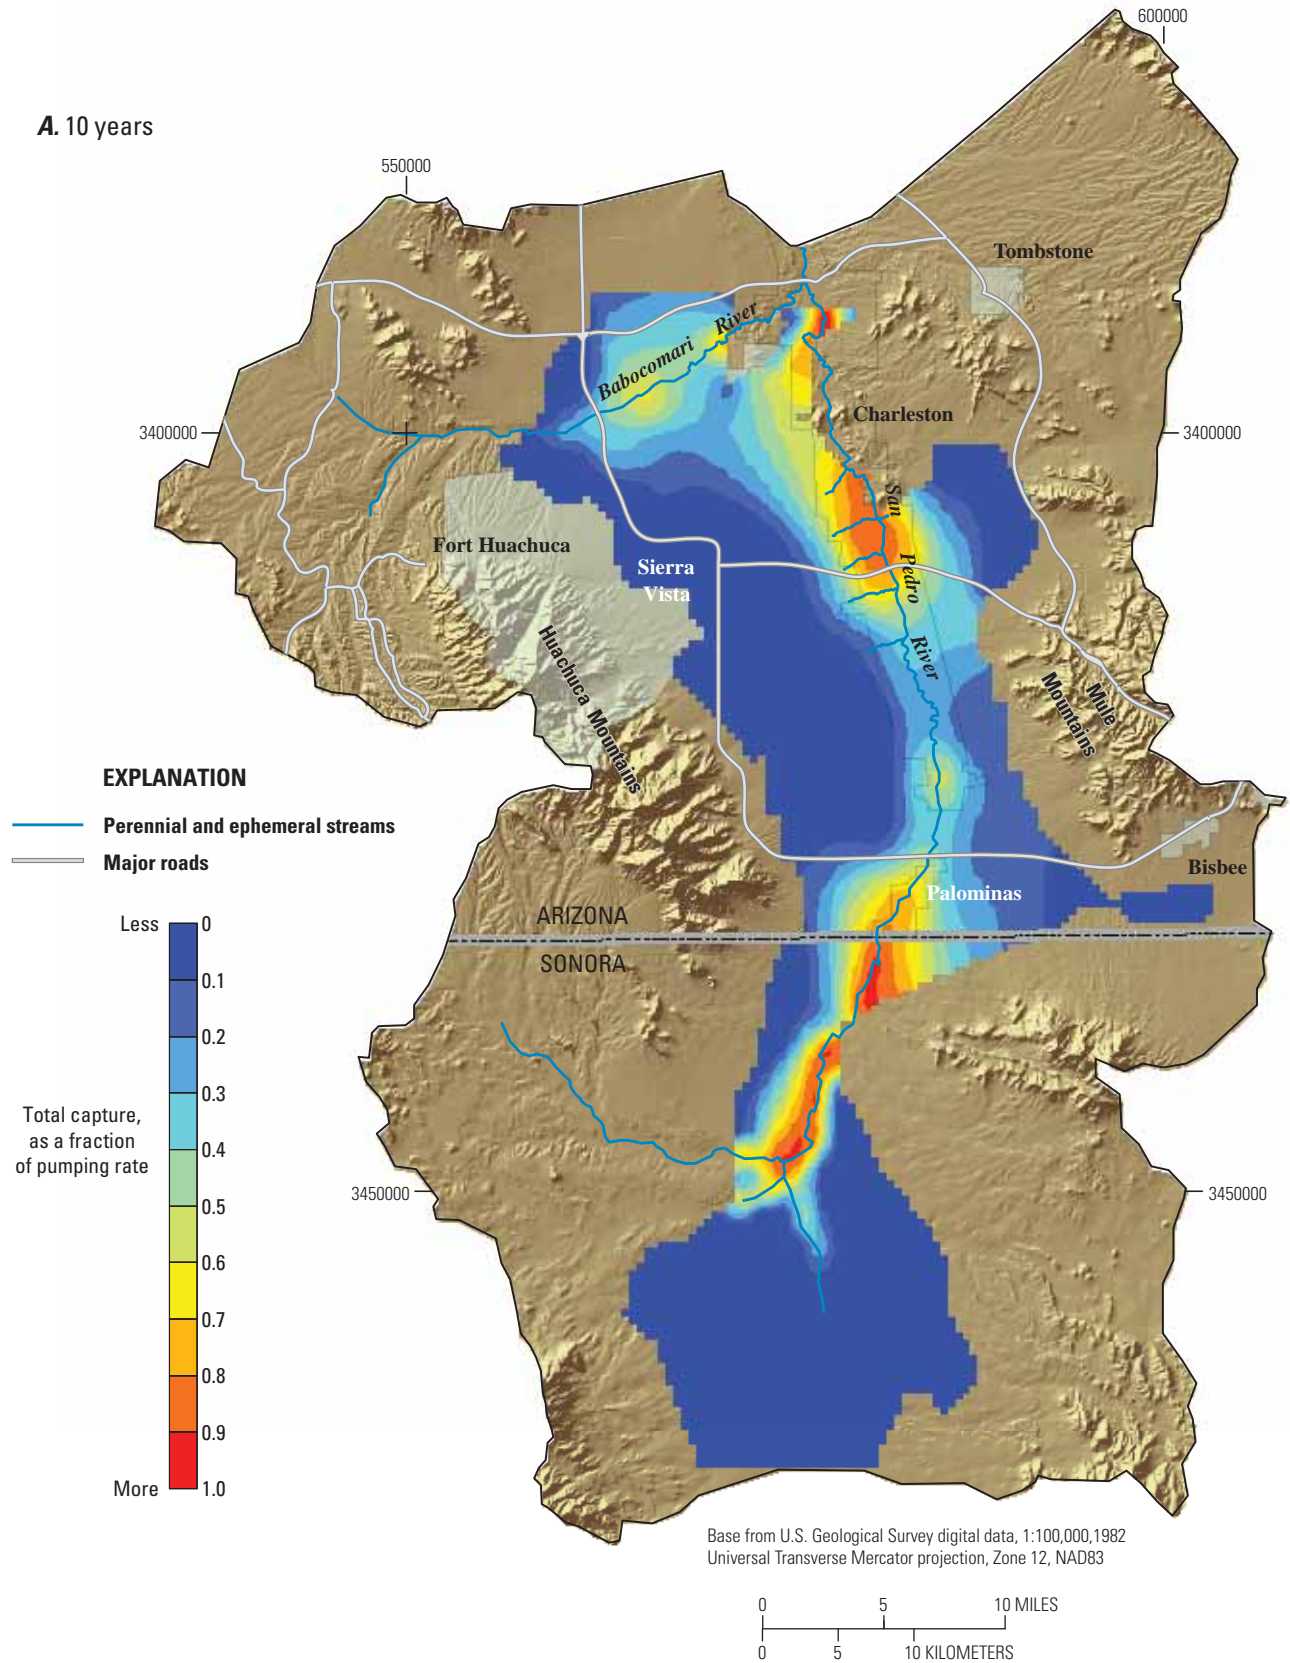 600000
A. 10 years
550000
Tombstone
Babocomari River
Charleston
3400000
3400000
San Pedro River
Fort Huachuca
Sierra
Vista
Huachuca Mountains
Mule
Mountains
EXPLANATION
Perennial and ephemeral streams
Major roads
Bisbee
Palominas
ARIZONA
SONORA
Less
0
0.1
0.2
0.3
0.4
0.5
0.6
0.7
0.8
0.9
1.0
More
Total capture,
as a fraction
of pumping rate
3450000
3450000
Base from U.S. Geological Survey digital data, 1:100,000,1982
Universal Transverse Mercator projection, Zone 12, NAD83
0 5 10 MILES
0 5 10 KILOMETERS